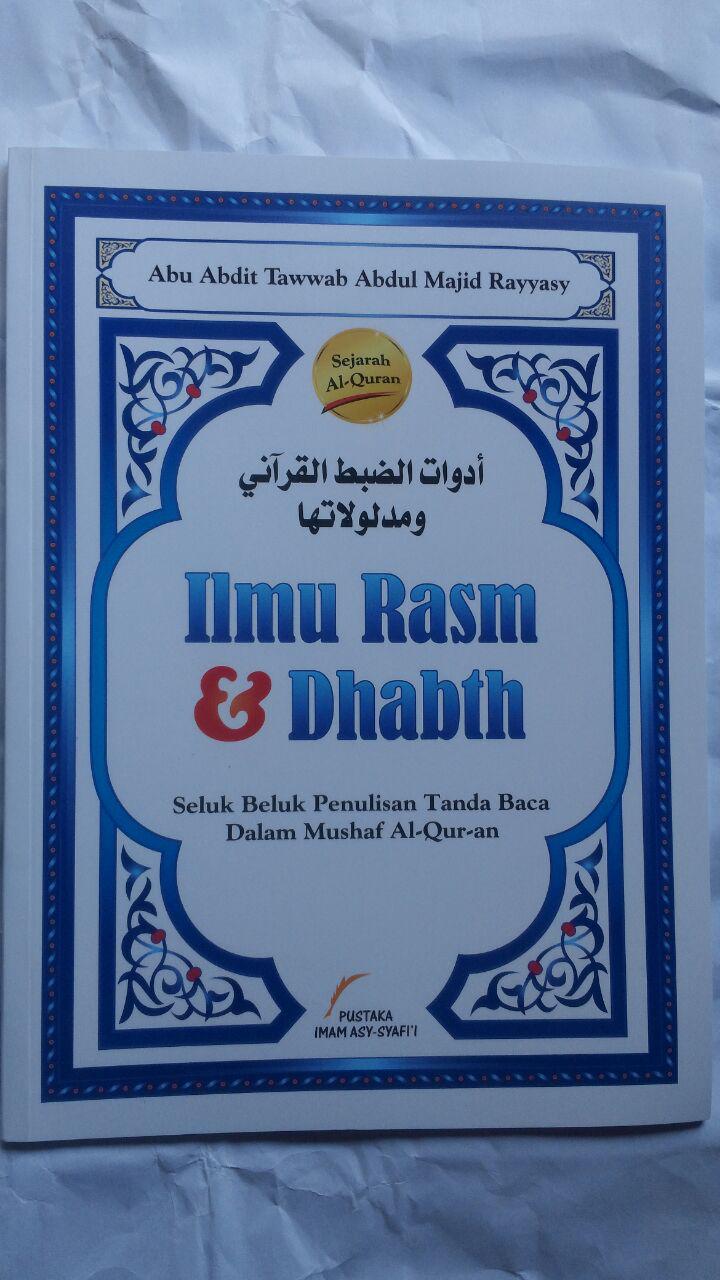 Abu Abdit Tawwab Abdul Majid Rayyasy
Sejarah
Al-Quran
أدوات الضبط القرآني
ومدلولاتها
Ilmu Rasm
& Dhabth
Seluk Beluk Penulisan Tanda Baca
Dalam Mushaf Al-Qur-an
PUSTAKA
IMAM ASY-SYAFI'I